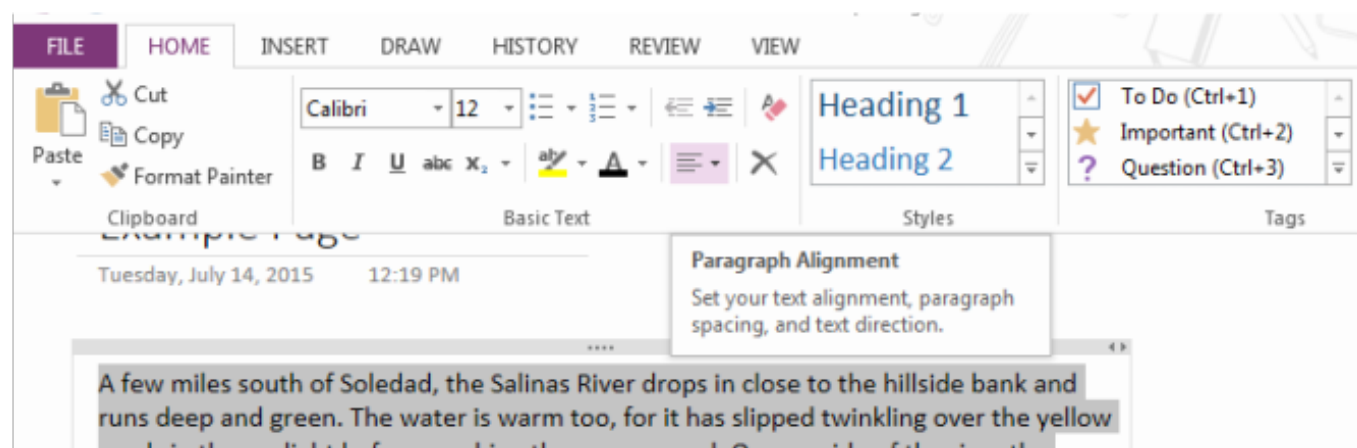 FILE HOME INSERT DRAW HISTORY REVIEW VIEW
Cut
Copy
Paste
Format Painter
Clipboard
Calibri 12
B I U abc X₂ aby A
Basic Text
Heading 1
Heading 2
Styles
To Do (Ctrl+1)
Important (Ctrl+2)
Question (Ctrl+3)
Tags
Example Page
Tuesday, July 14, 2015 12:19 PM
Paragraph Alignment
Set your text alignment, paragraph
spacing, and text direction.
A few miles south of Soledad, the Salinas River drops in close to the hillside bank and
runs deep and green. The water is warm too, for it has slipped twinkling over the yellow